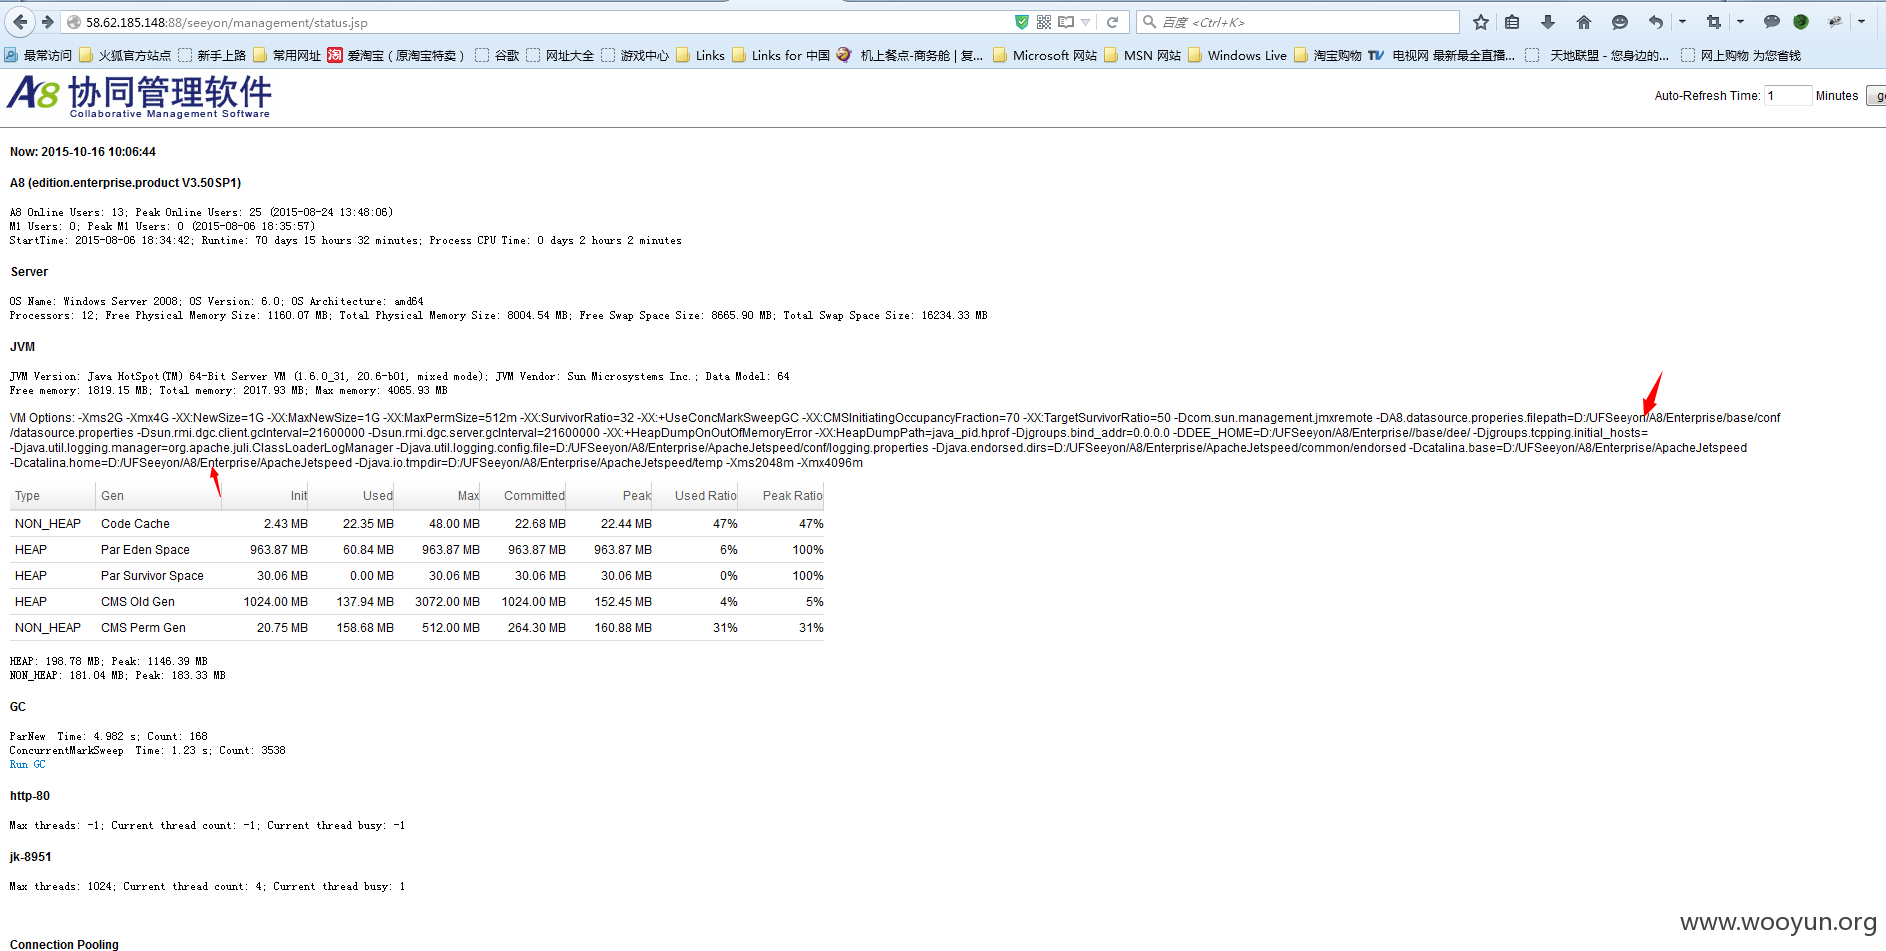 58.62.185.148:88/seeyon/management/status.jsp
百度 <Ctrl+K>
最常访问 火狐官方站点 新手上路 常用网址 爱淘宝（原淘宝特卖） 谷歌 网址大全 游戏中心 Links Links for 中国 机上餐点-商务舱 | 复... Microsoft 网站 MSN 网站 Windows Live 淘宝购物 TV 电视网 最新最全直播... 天地联盟 - 您身边的... 网上购物 为您省钱
A8 协同管理软件
Collaborative Management Software
Auto-Refresh Time: 1 Minutes
Now: 2015-10-16 10:06:44
A8 (edition.enterprise.product V3.50SP1)
A8 Online Users: 13; Peak Online Users: 25 (2015-08-24 13:48:06)
M1 Users: 0; Peak M1 Users: 0 (2015-08-06 18:35:57)
StartTime: 2015-08-06 18:34:42; Runtime: 70 days 15 hours 32 minutes; Process CPU Time: 0 days 2 hours 2 minutes
Server
OS Name: Windows Server 2008; OS Version: 6.0; OS Architecture: amd64
Processors: 12; Free Physical Memory Size: 1160.07 MB; Total Physical Memory Size: 8004.54 MB; Free Swap Space Size: 8665.90 MB; Total Swap Space Size: 16234.33 MB
JVM
JVM Version: Java HotSpot(TM) 64-Bit Server VM (1.6.0_31, 20.6-b01, mixed mode); JVM Vendor: Sun Microsystems Inc.; Data Model: 64
Free memory: 1819.15 MB; Total memory: 2017.93 MB; Max memory: 4065.93 MB
VM Options: -Xms2G -Xmx4G -XX:NewSize=1G -XX:MaxNewSize=1G -XX:MaxPermSize=512m -XX:SurvivorRatio=32 -XX:+UseConcMarkSweepGC -XX:CMSInitiatingOccupancyFraction=70 -XX:TargetSurvivorRatio=50 -Dcom.sun.management.jmxremote -DA8.datasource.properies.filepath=D:/UFSeeyon/A8/Enterprise/base/conf
/datasource.properties -Dsun.rmi.dgc.client.gcInterval=21600000 -Dsun.rmi.dgc.server.gcInterval=21600000 -XX:+HeapDumpOnOutOfMemoryError -XX:HeapDumpPath=java_pid.hprof -Djgroups.bind_addr=0.0.0.0 -DDEE_HOME=D:/UFSeeyon/A8/Enterprise//base/dee/ -Djgroups.tcpping.initial_hosts=
-Djava.util.logging.manager=org.apache.juli.ClassLoaderLogManager -Djava.util.logging.config.file=D:/UFSeeyon/A8/Enterprise/ApacheJetspeed/conf/logging.properties -Djava.endorsed.dirs=D:/UFSeeyon/A8/Enterprise/ApacheJetspeed/common/endorsed -Dcatalina.base=D:/UFSeeyon/A8/Enterprise/ApacheJetspeed
-Dcatalina.home=D:/UFSeeyon/A8/Enterprise/ApacheJetspeed -Djava.io.tmpdir=D:/UFSeeyon/A8/Enterprise/ApacheJetspeed/temp -Xms2048m -Xmx4096m
Type Gen Init Used Max Committed Peak Used Ratio Peak Ratio
NON_HEAP Code Cache 2.43 MB 22.35 MB 48.00 MB 22.68 MB 22.44 MB 47% 47%
HEAP Par Eden Space 963.87 MB 60.84 MB 963.87 MB 963.87 MB 963.87 MB 6% 100%
HEAP Par Survivor Space 30.06 MB 0.00 MB 30.06 MB 30.06 MB 30.06 MB 0% 100%
HEAP CMS Old Gen 1024.00 MB 137.94 MB 3072.00 MB 1024.00 MB 152.45 MB 4% 5%
NON_HEAP CMS Perm Gen 20.75 MB 158.68 MB 512.00 MB 264.30 MB 160.88 MB 31% 31%
HEAP: 198.78 MB; Peak: 1146.39 MB
NON_HEAP: 181.04 MB; Peak: 183.33 MB
GC
ParNew Time: 4.982 s; Count: 168
ConcurrentMarkSweep Time: 1.23 s; Count: 3538
Run GC
http-80
Max threads: -1; Current thread count: -1; Current thread busy: -1
jk-8951
Max threads: 1024; Current thread count: 4; Current thread busy: 1
Connection Pooling
www.wooyun.org